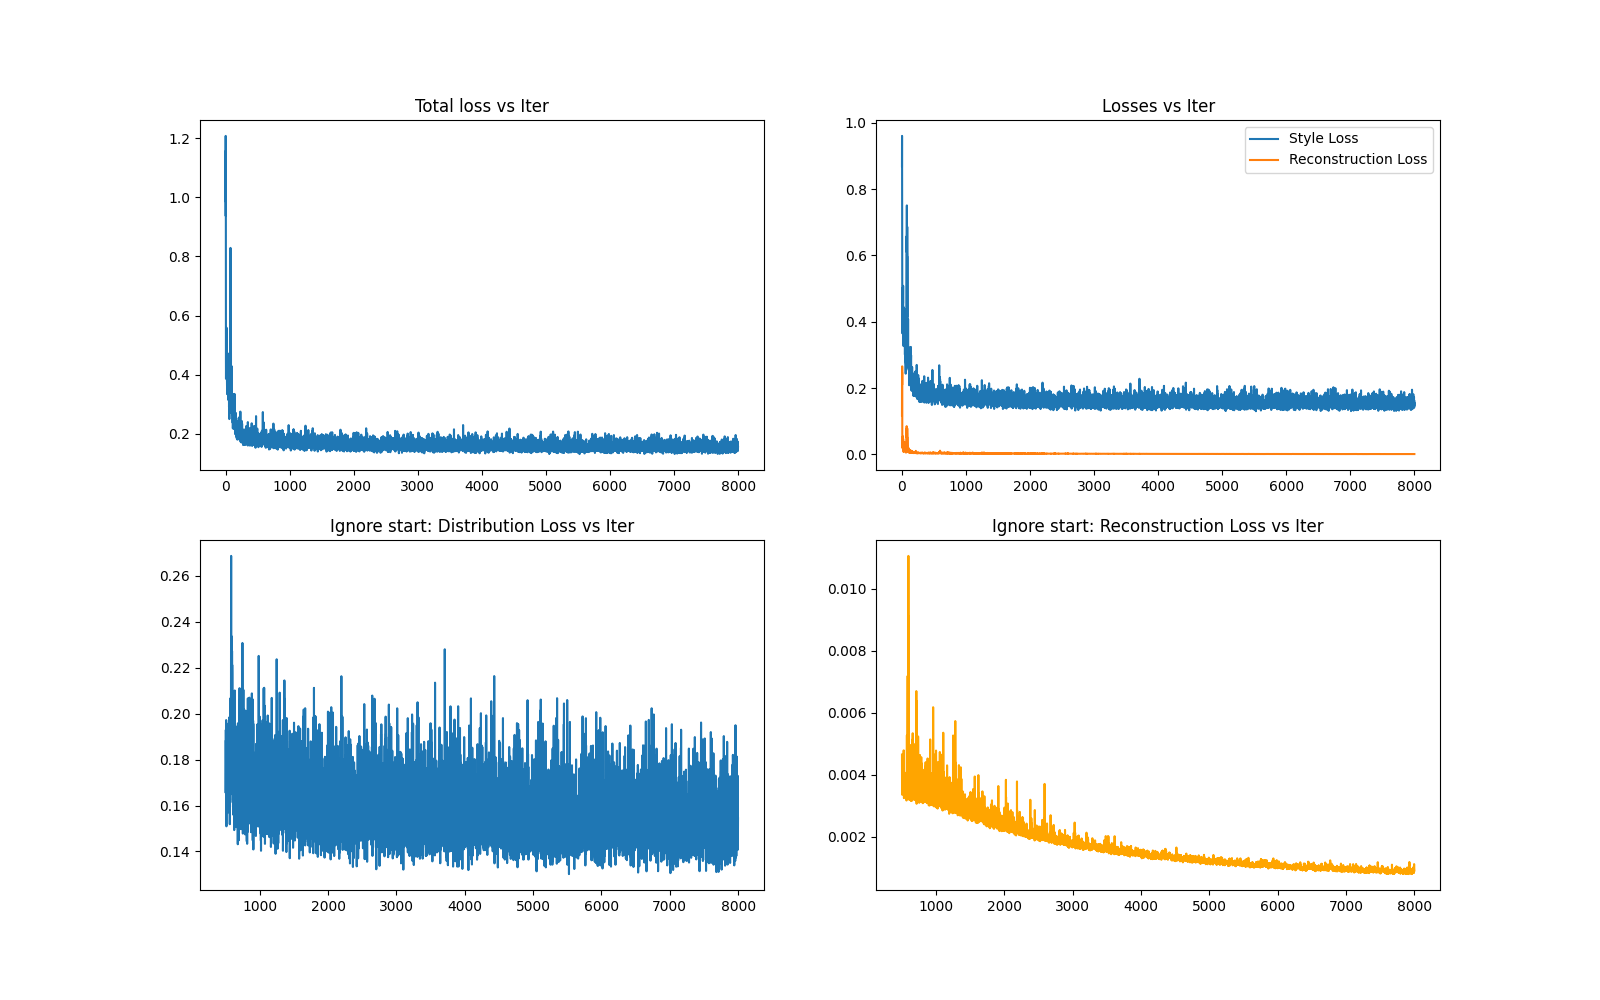 Total loss vs Iter
1.2
1.0
0.8
0.6
0.4
0.2
0 1000 2000 3000 4000 5000 6000 7000 8000
Losses vs Iter
Style Loss
Reconstruction Loss
1.0
0.8
0.6
0.4
0.2
0.0
0 1000 2000 3000 4000 5000 6000 7000 8000
Ignore start: Distribution Loss vs Iter
0.26
0.24
0.22
0.20
0.18
0.16
0.14
1000 2000 3000 4000 5000 6000 7000 8000
Ignore start: Reconstruction Loss vs Iter
0.010
0.008
0.006
0.004
0.002
1000 2000 3000 4000 5000 6000 7000 8000